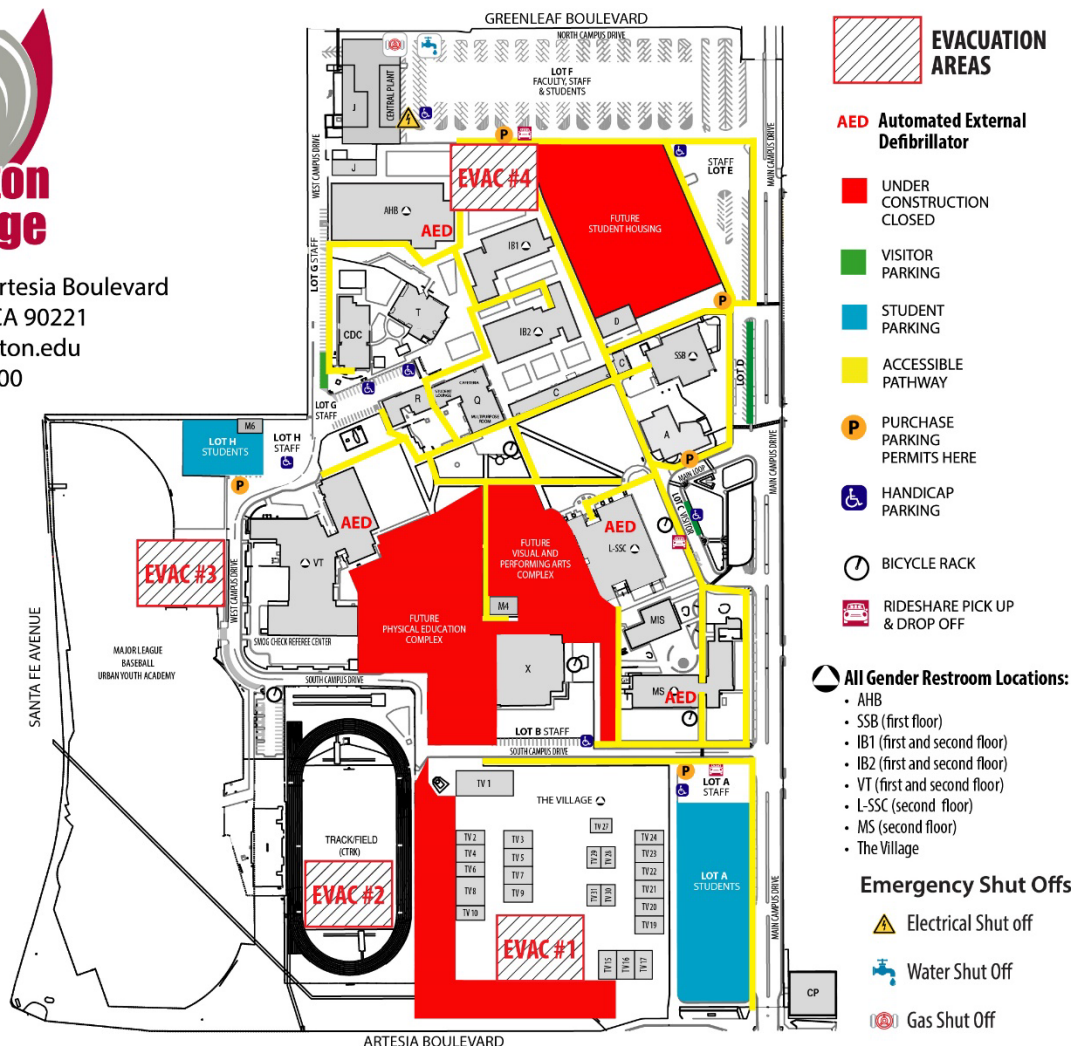 GREENLEAF BOULEVARD
NORTH CAMPUS DRIVE
LOT F
FACULTY, STAFF
& STUDENTS
J
CENTRAL PLANT
P
WEST CAMPUS DRIVE
J
EVAC #4
STAFF
LOT E
MAIN CAMPUS DRIVE
AHB
AED
FUTURE
STUDENT HOUSING
IB1
LOT G STAFF
T
CDC
IB2
D
P
SSB
C
C
LOT D
LOT G
STAFF
R
CAFETERIA
Q
MULTIPURPOSE
ROOM
A
M6
LOT H
STUDENTS
LOT H
STAFF
P
P
MAIN LOOP
LOT C VISITOR
MAIN CAMPUS DRIVE
AED
AED
L-SSC
FUTURE
VISUAL AND
PERFORMING ARTS
COMPLEX
EVAC #3
VT
WEST CAMPUS DRIVE
M4
MIS
SMOG CHECK REFEREE CENTER
FUTURE
PHYSICAL EDUCATION
COMPLEX
MAJOR LEAGUE
BASEBALL
URBAN YOUTH ACADEMY
SANTA FE AVENUE
X
MS
AED
SOUTH CAMPUS DRIVE
LOT B STAFF
SOUTH CAMPUS DRIVE
P
LOT A
STAFF
TV 1
THE VILLAGE
TV 27
TV 2
TV 3
TV 24
TV 4
TV 5
TV 29
TV 28
TV 23
TV 6
TV 7
TV 22
TV 8
TV 9
TV 31
TV 30
TV 21
TV 10
TV 20
TV 19
TV 15
TV 16
TV 17
TRACK/FIELD
(CTRK)
EVAC #2
EVAC #1
LOT A
STUDENTS
MAIN CAMPUS DRIVE
CP
ARTESIA BOULEVARD
ton
ge
rtesia Boulevard
CA 90221
ton.edu
00
EVACUATION
AREAS
AED Automated External
Defibrillator
UNDER
CONSTRUCTION
CLOSED
VISITOR
PARKING
STUDENT
PARKING
ACCESSIBLE
PATHWAY
P PURCHASE
PARKING
PERMITS HERE
HANDICAP
PARKING
BICYCLE RACK
RIDESHARE PICK UP
& DROP OFF
All Gender Restroom Locations:
• AHB
• SSB (first floor)
• IB1 (first and second floor)
• IB2 (first and second floor)
• VT (first and second floor)
• L-SSC (second floor)
• MS (second floor)
• The Village
Emergency Shut Offs
Electrical Shut off
Water Shut Off
Gas Shut Off